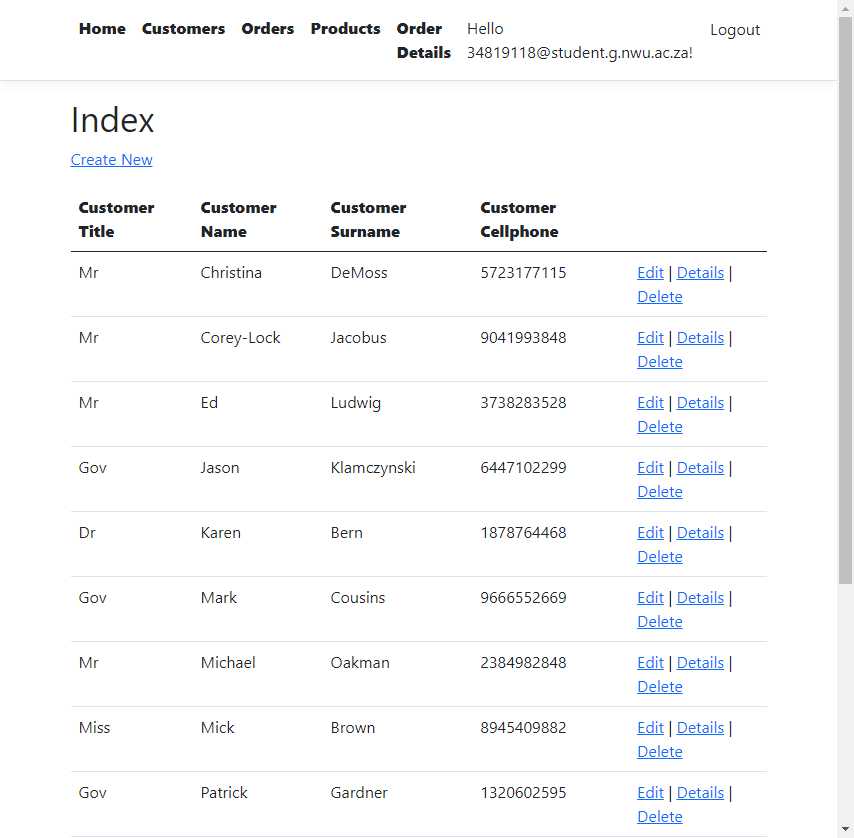 Home Customers Orders Products Order Details Hello 34819118@student.g.nwu.ac.za! Logout
Index
Create New
Customer Title Customer Name Customer Surname Customer Cellphone
Mr Christina DeMoss 5723177115 Edit | Details | Delete
Mr Corey-Lock Jacobus 9041993848 Edit | Details | Delete
Mr Ed Ludwig 3738283528 Edit | Details | Delete
Gov Jason Klamczynski 6447102299 Edit | Details | Delete
Dr Karen Bern 1878764468 Edit | Details | Delete
Gov Mark Cousins 9666552669 Edit | Details | Delete
Mr Michael Oakman 2384982848 Edit | Details | Delete
Miss Mick Brown 8945409882 Edit | Details | Delete
Gov Patrick Gardner 1320602595 Edit | Details | Delete